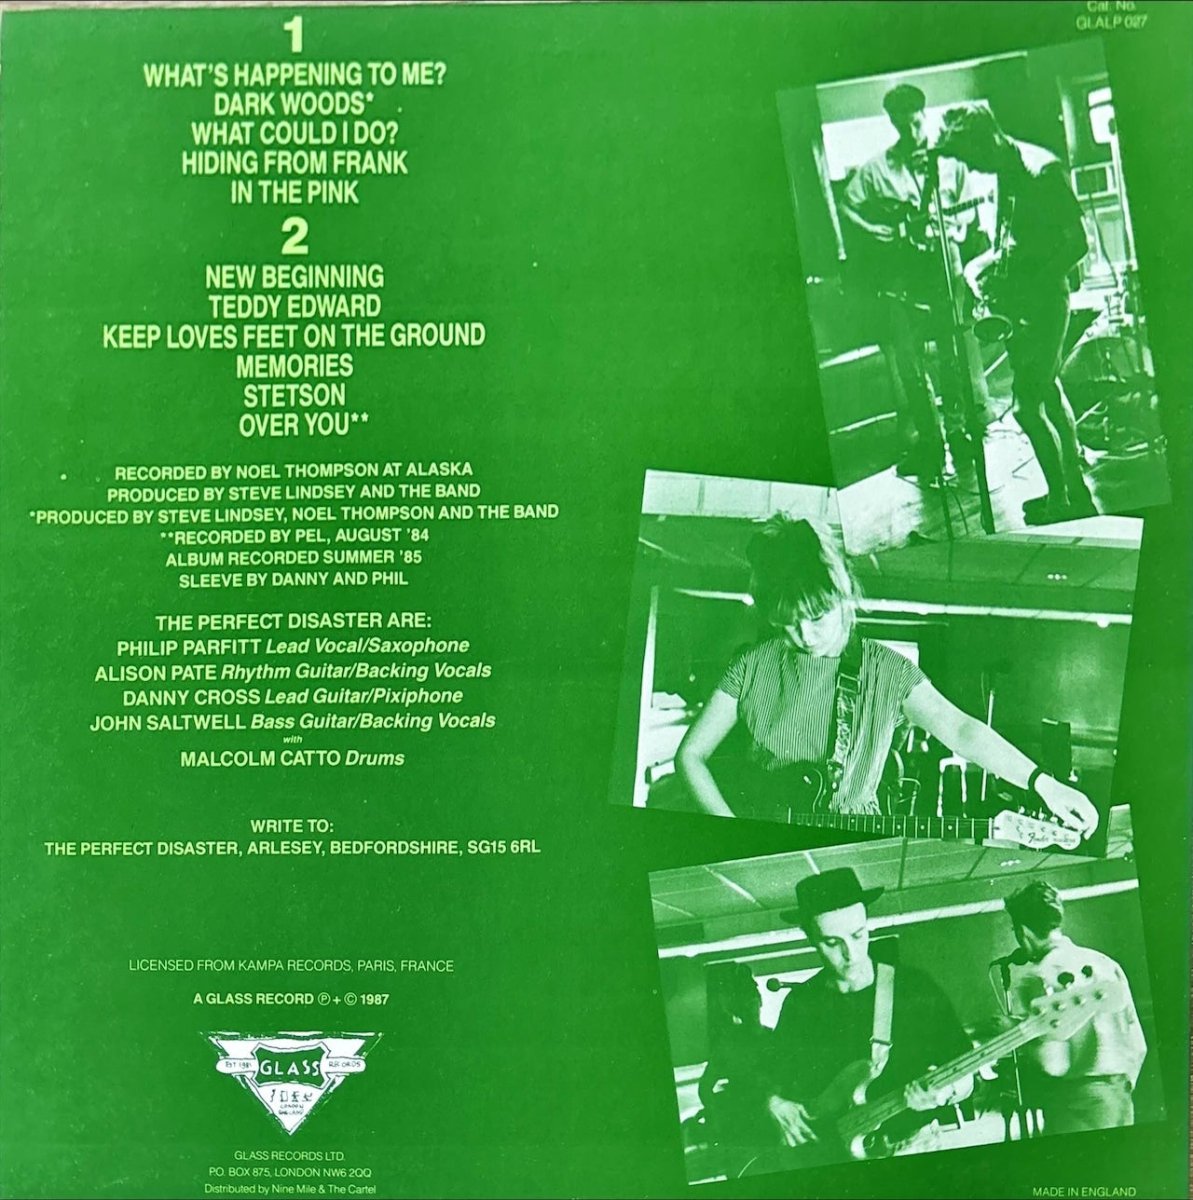 1
WHAT'S HAPPENING TO ME?
DARK WOODS*
WHAT COULD I DO?
HIDING FROM FRANK
IN THE PINK
2
NEW BEGINNING
TEDDY EDWARD
KEEP LOVES FEET ON THE GROUND
MEMORIES
STETSON
OVER YOU**
RECORDED BY NOEL THOMPSON AT ALASKA
PRODUCED BY STEVE LINDSEY AND THE BAND
*PRODUCED BY STEVE LINDSEY, NOEL THOMPSON AND THE BAND
**RECORDED BY PEL, AUGUST '84
ALBUM RECORDED SUMMER '85
SLEEVE BY DANNY AND PHIL
THE PERFECT DISASTER ARE:
PHILIP PARFITT Lead Vocal/Saxophone
ALISON PATE Rhythm Guitar/Backing Vocals
DANNY CROSS Lead Guitar/Pixiphone
JOHN SALTWELL Bass Guitar/Backing Vocals
with
MALCOLM CATTO Drums
WRITE TO:
THE PERFECT DISASTER, ARLESEY, BEDFORDSHIRE, SG15 6RL
LICENSED FROM KAMPA RECORDS, PARIS, FRANCE
A GLASS RECORD ℗ + © 1987
EST 1981 GLASS RECORDS
LONDON
ENGLAND
GLASS RECORDS LTD.
P.O. BOX 875, LONDON NW6 2QQ
Distributed by Nine Mile & The Cartel
Cat. No.
GLALP 027
Fender
MADE IN ENGLAND